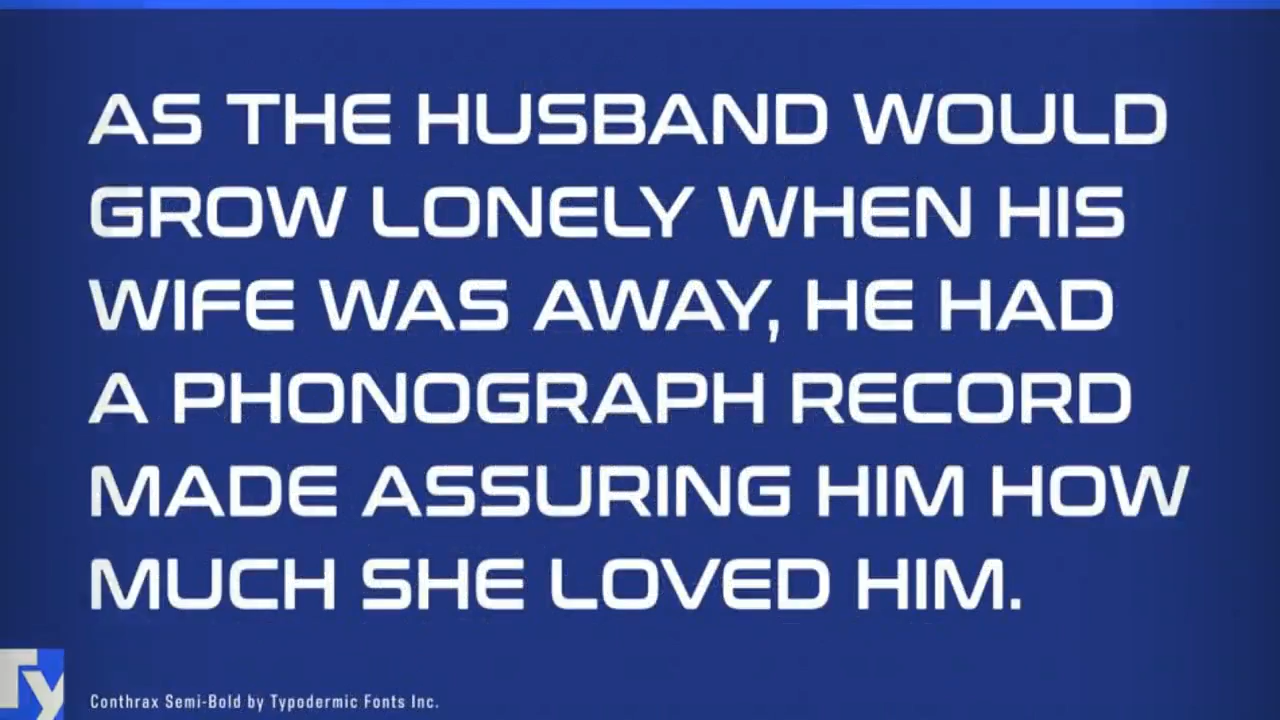 AS THE HUSBAND WOULD
GROW LONELY WHEN HIS
WIFE WAS AWAY, HE HAD
A PHONOGRAPH RECORD
MADE ASSURING HIM HOW
MUCH SHE LOVED HIM.
Ty
Conthrax Semi-Bold by Typodermic Fonts Inc.